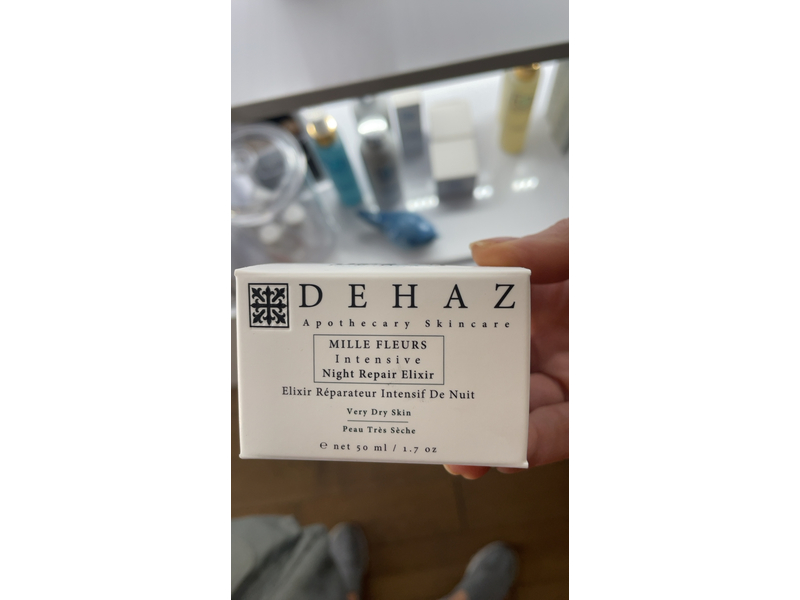 DEHAZ
Apothecary Skincare
MILLE FLEURS
Intensive
Night Repair Elixir
Elixir Réparateur Intensif De Nuit
Very Dry Skin
Peau Très Sèche
℮ net 50 ml / 1.7 oz